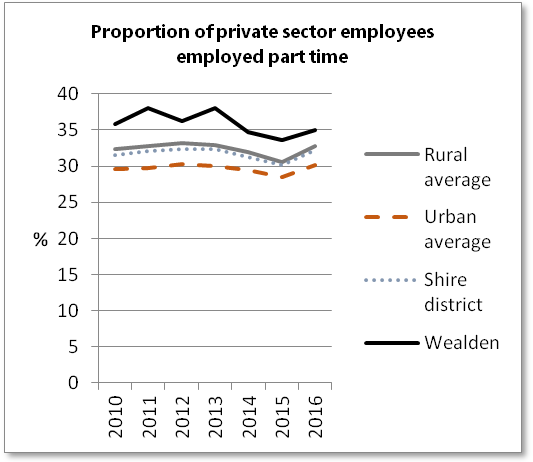 Proportion of private sector employees
employed part time
40
35
30
25
20
15
10
5
0
%
2010
2011
2012
2013
2014
2015
2016
Rural
average
Urban
average
Shire
district
Wealden